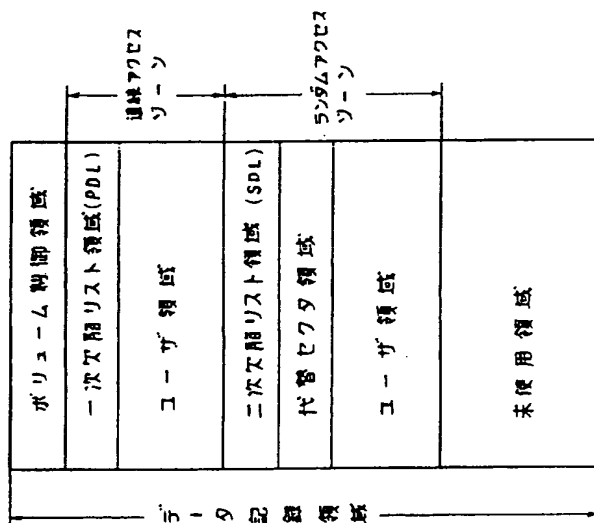 ボリューム制御領域
一次欠陥リスト領域(PDL)
ユーザ領域
二次欠陥リスト領域(SDL)
代替セクタ領域
ユーザ領域
未使用領域
連続アクセス
ゾーン
ランダムアクセス
ゾーン
データ記録領域